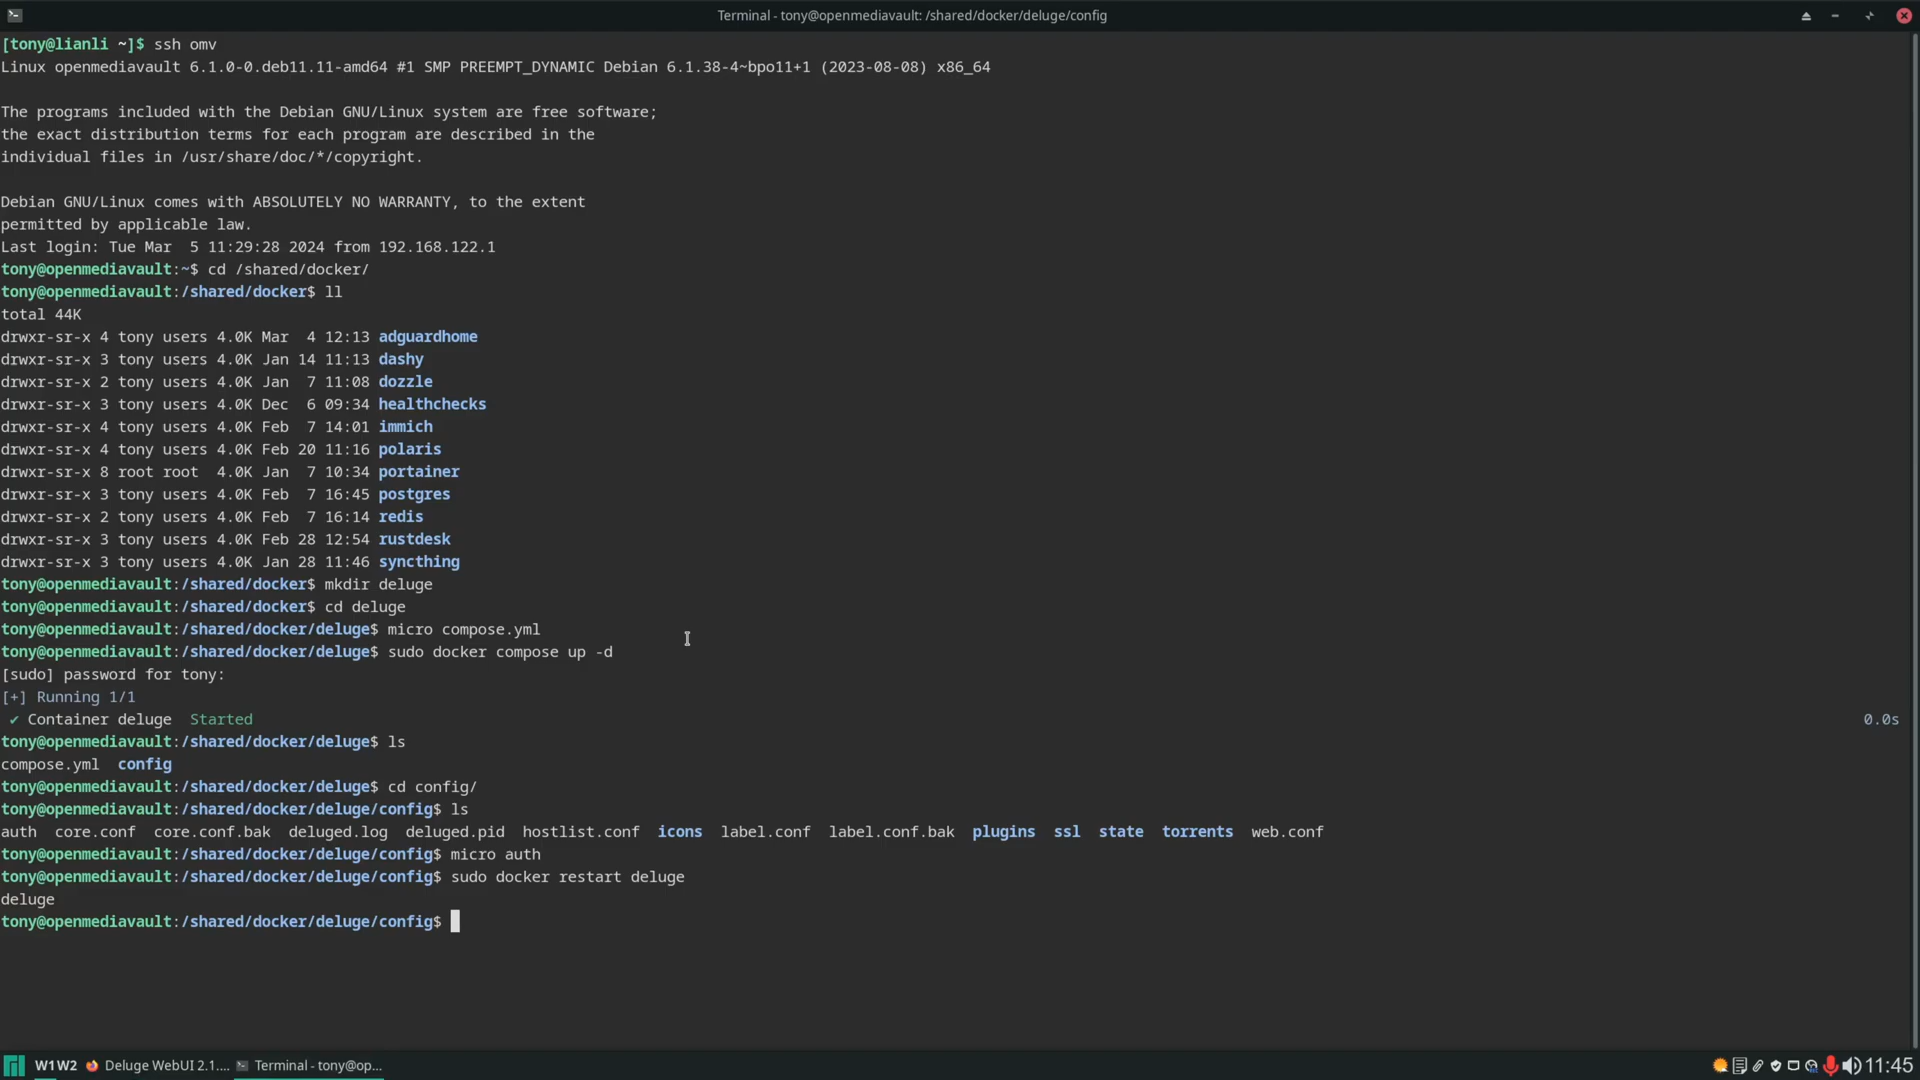 Terminal - tony@openmediavault: /shared/docker/deluge/config
[tony@lianli ~]$ ssh omv
Linux openmediavault 6.1.0-0.deb11.11-amd64 #1 SMP PREEMPT_DYNAMIC Debian 6.1.38-4~bpo11+1 (2023-08-08) x86_64
The programs included with the Debian GNU/Linux system are free software;
the exact distribution terms for each program are described in the
individual files in /usr/share/doc/*/copyright.
Debian GNU/Linux comes with ABSOLUTELY NO WARRANTY, to the extent
permitted by applicable law.
Last login: Tue Mar  5 11:29:28 2024 from 192.168.122.1
tony@openmediavault:~$ cd /shared/docker/
tony@openmediavault:/shared/docker$ ll
total 44K
drwxr-sr-x 4 tony users 4.0K Mar  4 12:13 adguardhome
drwxr-sr-x 3 tony users 4.0K Jan 14 11:13 dashy
drwxr-sr-x 2 tony users 4.0K Jan  7 11:08 dozzle
drwxr-sr-x 3 tony users 4.0K Dec  6 09:34 healthchecks
drwxr-sr-x 4 tony users 4.0K Feb  7 14:01 immich
drwxr-sr-x 4 tony users 4.0K Feb 20 11:16 polaris
drwxr-sr-x 8 root root  4.0K Jan  7 10:34 portainer
drwxr-sr-x 3 tony users 4.0K Feb  7 16:45 postgres
drwxr-sr-x 2 tony users 4.0K Feb  7 16:14 redis
drwxr-sr-x 3 tony users 4.0K Feb 28 12:54 rustdesk
drwxr-sr-x 3 tony users 4.0K Jan 28 11:46 syncthing
tony@openmediavault:/shared/docker$ mkdir deluge
tony@openmediavault:/shared/docker$ cd deluge
tony@openmediavault:/shared/docker/deluge$ micro compose.yml
tony@openmediavault:/shared/docker/deluge$ sudo docker compose up -d
[sudo] password for tony:
[+] Running 1/1
✔ Container deluge  Started 0.0s
tony@openmediavault:/shared/docker/deluge$ ls
compose.yml  config
tony@openmediavault:/shared/docker/deluge$ cd config/
tony@openmediavault:/shared/docker/deluge/config$ ls
auth  core.conf  core.conf.bak  deluged.log  deluged.pid  hostlist.conf  icons  label.conf  label.conf.bak  plugins  ssl  state  torrents  web.conf
tony@openmediavault:/shared/docker/deluge/config$ micro auth
tony@openmediavault:/shared/docker/deluge/config$ sudo docker restart deluge
deluge
tony@openmediavault:/shared/docker/deluge/config$
W1W2 Deluge WebUI 2.1.... Terminal - tony@op... 11:45